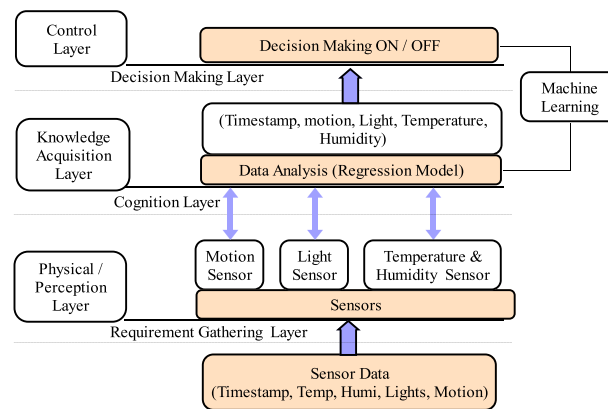 Control
Layer
Decision Making ON / OFF
Decision Making Layer
Machine
Learning
(Timestamp, motion, Light, Temperature,
Humidity)
Knowledge
Acquisition
Layer
Data Analysis (Regression Model)
Cognition Layer
Motion
Sensor
Light
Sensor
Temperature &
Humidity Sensor
Physical /
Perception
Layer
Sensors
Requirement Gathering Layer
Sensor Data
(Timestamp, Temp, Humi, Lights, Motion)